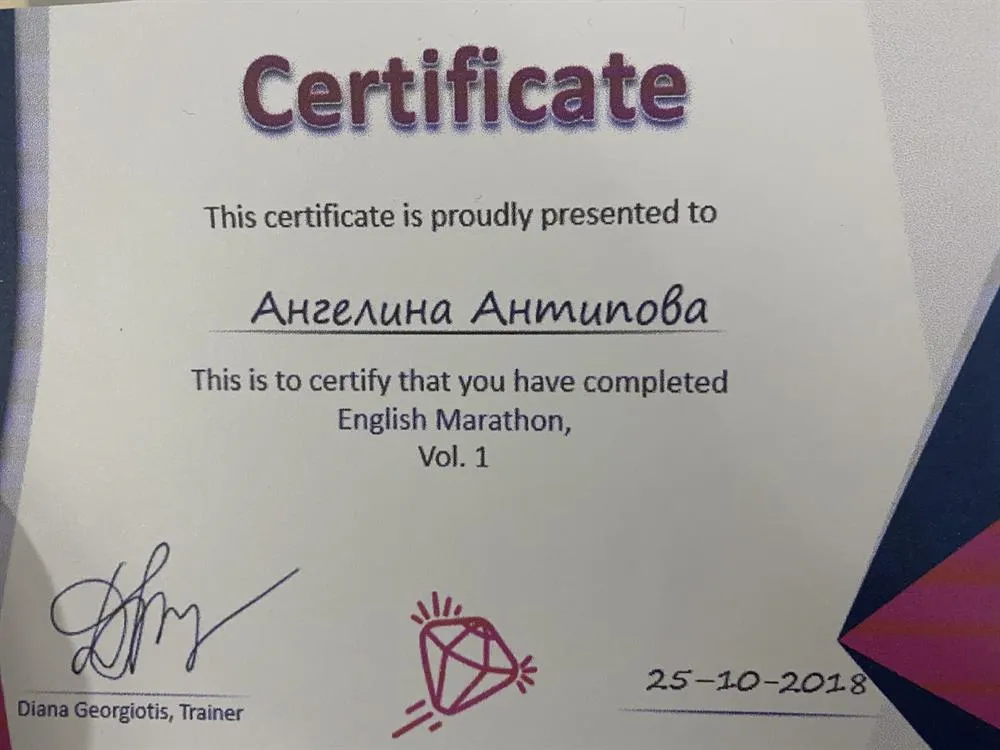 Certificate
This certificate is proudly presented to
Ангелина Антипова
This is to certify that you have completed
English Marathon,
Vol. 1
Diana Georgiotis, Trainer
25-10-2018